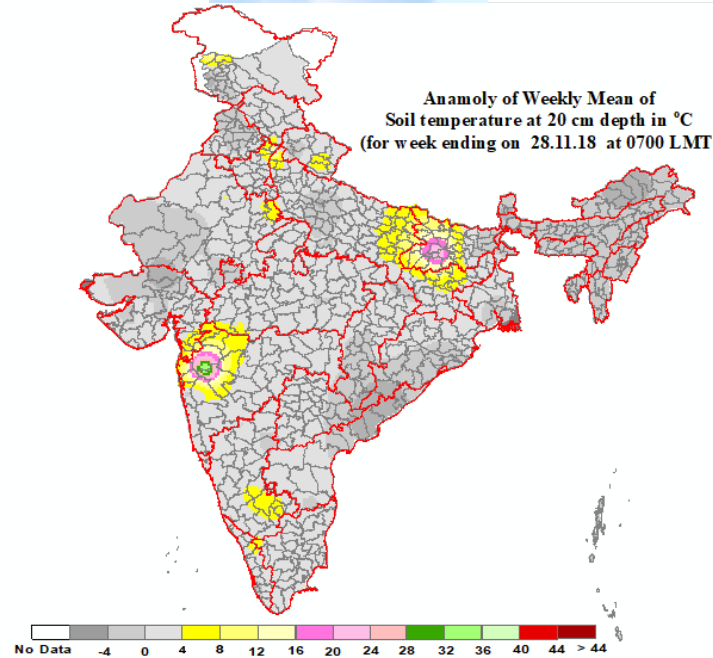 Anamoly of Weekly Mean of
Soil temperature at 20 cm depth in °C
(for week ending on 28.11.18 at 0700 LMT
No Data -4 0 4 8 12 16 20 24 28 32 36 40 44 > 44